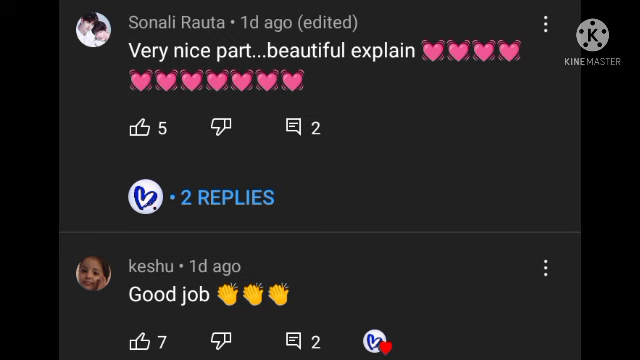 Sonali Rauta • 1d ago (edited)
Very nice part...beautiful explain 💓💓💓💓
💓💓💓💓💓💓💓
5 2
• 2 REPLIES
keshu • 1d ago
Good job 👏👏👏
7 2
KINEMASTER